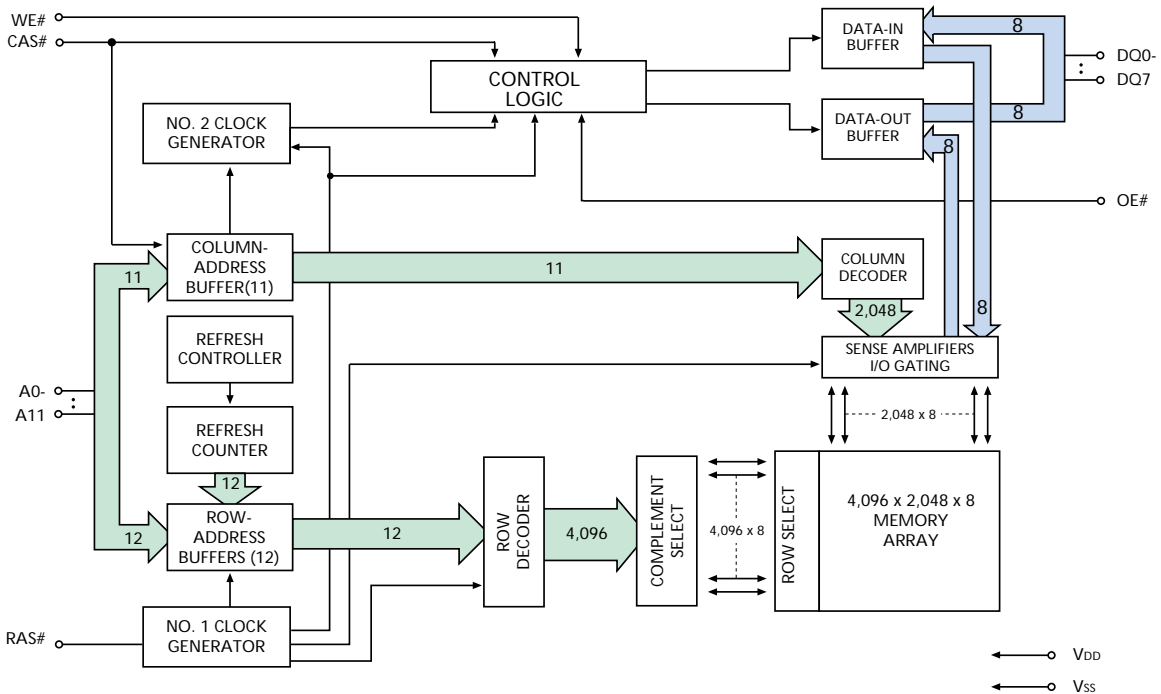 WE#
CAS#
CONTROL
LOGIC
DATA-IN
BUFFER
8
DQ0-
:
DQ7
NO. 2 CLOCK
GENERATOR
DATA-OUT
BUFFER
8
8
OE#
COLUMN-
ADDRESS
BUFFER(11)
11
11
COLUMN
DECODER
2,048
8
REFRESH
CONTROLLER
SENSE AMPLIFIERS
I/O GATING
A0-
:
A11
REFRESH
COUNTER
2,048 x 8
12
ROW-
ADDRESS
BUFFERS (12)
12
12
ROW
DECODER
4,096
COMPLEMENT
SELECT
4,096 x 8
ROW SELECT
4,096 x 2,048 x 8
MEMORY
ARRAY
RAS#
NO. 1 CLOCK
GENERATOR
VDD
VSS